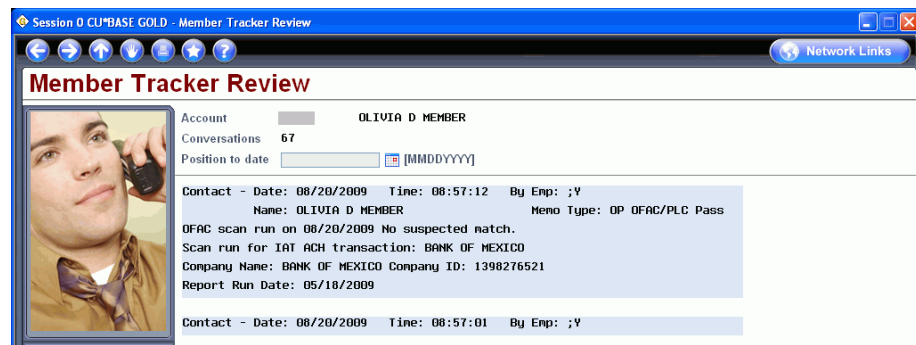 Session 0 CU*BASE GOLD - Member Tracker Review
Network Links
Member Tracker Review
Account OLIVIA D MEMBER
Conversations 67
Position to date [MMDDYYYY]
Contact - Date: 08/20/2009 Time: 08:57:12 By Emp: ;Y
Name: OLIVIA D MEMBER Memo Type: OP OFAC/PLC Pass
OFAC scan run on 08/20/2009 No suspected match.
Scan run for IAT ACH transaction: BANK OF MEXICO
Company Name: BANK OF MEXICO Company ID: 1398276521
Report Run Date: 05/18/2009
Contact - Date: 08/20/2009 Time: 08:57:01 By Emp: ;Y